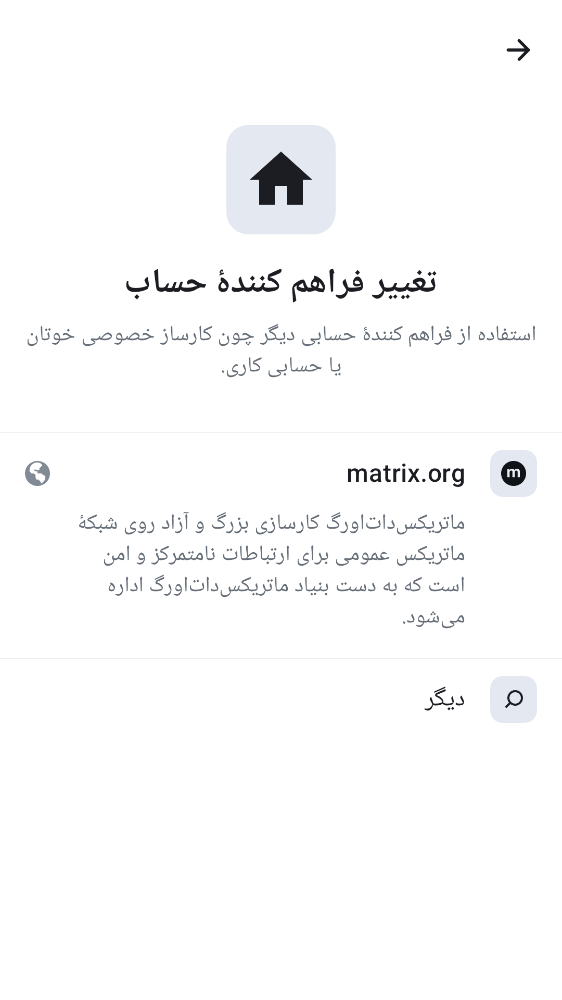 تغییر فراهم کنندهٔ حساب
استفاده از فراهم کنندهٔ حسابی دیگر چون کارساز خصوصی خوتان
یا حسابی کاری.
m
matrix.org
ماتریکس‌دات‌اورگ کارسازی بزرگ و آزاد روی شبکهٔ
ماتریکس عمومی برای ارتباطات نامتمرکز و امن
است که به دست بنیاد ماتریکس‌دات‌اورگ اداره
می‌شود.
دیگر